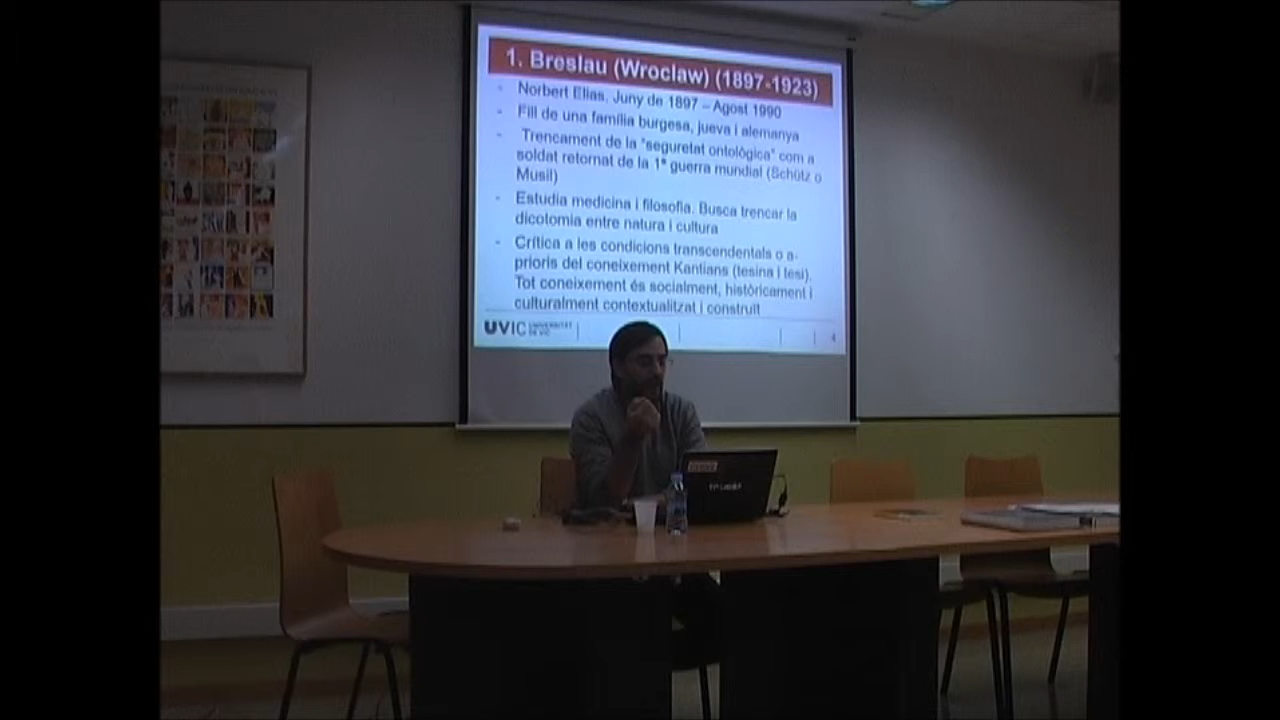 1. Breslau (Wroclaw) (1897-1923)
- Norbert Elias. Juny de 1897 – Agost 1990
- Fill de una família burgesa, jueva i alemanya
- Trencament de la "seguretat ontològica" com a
soldat retornat de la 1ª guerra mundial (Schütz o
Musil)
- Estudia medicina i filosofia. Busca trencar la
dicotomia entre natura i cultura
- Crítica a les condicions transcendentals o a-
prioris del coneixement Kantians (tesina i tesi).
Tot coneixement és socialment, històricament i
culturalment contextualitzat i construït
UVIC UNIVERSITAT
DE VIC
4